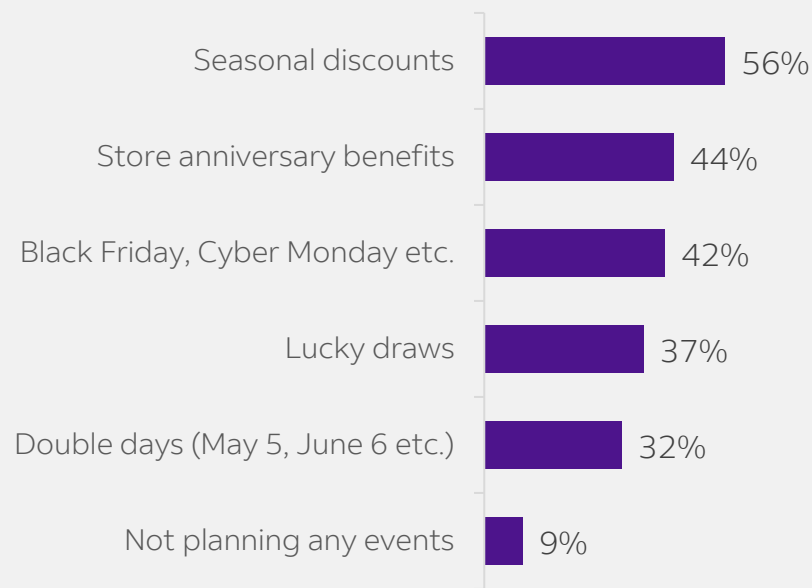 Seasonal discounts 56%
Store anniversary benefits 44%
Black Friday, Cyber Monday etc. 42%
Lucky draws 37%
Double days (May 5, June 6 etc.) 32%
Not planning any events 9%